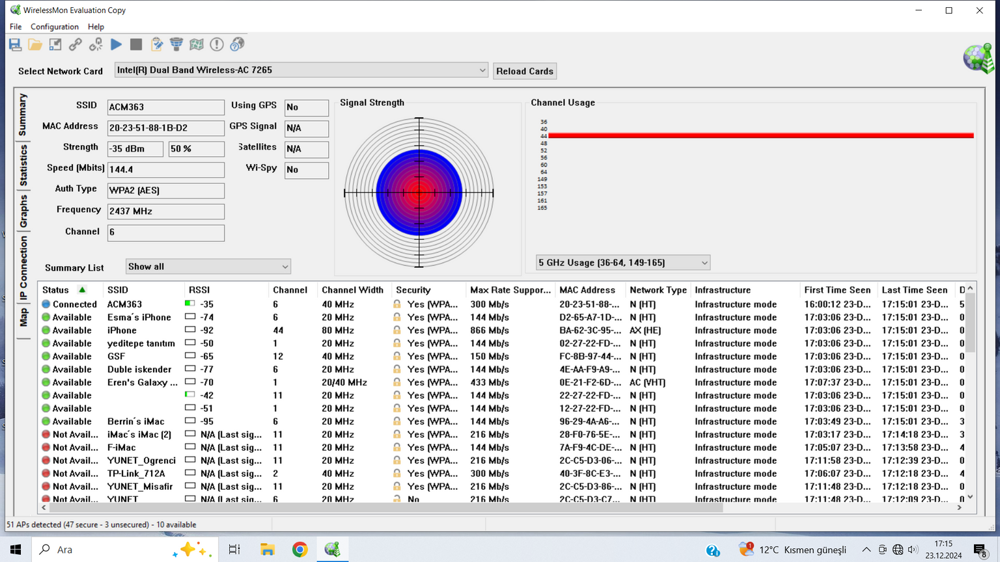 WirelessMon Evaluation Copy
File Configuration Help
Select Network Card Intel(R) Dual Band Wireless-AC 7265 Reload Cards
Summary
Statistics
Graphs
IP Connection
Map
SSID ACM363 Using GPS No
MAC Address 20-23-51-88-1B-D2 GPS Signal N/A
Strength -35 dBm 50 % Satellites N/A
Speed (Mbits) 144.4 Wi-Spy No
Auth Type WPA2 (AES)
Frequency 2437 MHz
Channel 6
Summary List Show all
Signal Strength
Channel Usage
36
40
44
48
52
56
60
64
149
153
157
161
165
5 GHz Usage (36-64, 149-165)
Status SSID RSSI Channel Channel Width Security Max Rate Suppor... MAC Address Network Type Infrastructure First Time Seen Last Time Seen D
Connected ACM363 -35 6 40 MHz Yes (WPA... 300 Mb/s 20-23-51-88-... N (HT) Infrastructure mode 16:00:12 23-D... 17:15:01 23-D... 5
Available Esma´s iPhone -74 6 20 MHz Yes (WPA... 144 Mb/s D2-65-A7-1D-... N (HT) Infrastructure mode 17:03:06 23-D... 17:15:01 23-D... 0
Available iPhone -92 44 80 MHz Yes (WPA... 866 Mb/s BA-62-3C-95-... AX (HE) Infrastructure mode 17:03:06 23-D... 17:15:01 23-D... 0
Available yeditepe tanıtım -50 1 20 MHz Yes (WPA... 144 Mb/s 02-27-22-FD-... N (HT) Infrastructure mode 17:03:06 23-D... 17:15:01 23-D... 0
Available GSF -65 12 40 MHz Yes (WPA... 150 Mb/s FC-8B-97-44-... N (HT) Infrastructure mode 17:03:06 23-D... 17:15:01 23-D... 0
Available Duble iskender -77 6 20 MHz Yes (WPA... 144 Mb/s 4E-AA-F9-A9-... N (HT) Infrastructure mode 17:03:06 23-D... 17:15:01 23-D... 0
Available Eren's Galaxy ... -70 1 20/40 MHz Yes (WPA... 433 Mb/s 0E-21-F2-6D-... AC (VHT) Infrastructure mode 17:07:37 23-D... 17:15:01 23-D... 0
Available -42 11 20 MHz Yes (WPA... 144 Mb/s 22-27-22-FD-... N (HT) Infrastructure mode 17:03:06 23-D... 17:15:01 23-D... 0
Available -51 1 20 MHz Yes (WPA... 144 Mb/s 12-27-22-FD-... N (HT) Infrastructure mode 17:03:06 23-D... 17:15:01 23-D... 0
Available Berrin´s iMac -95 6 20 MHz Yes (WPA... 144 Mb/s 96-29-4A-A6-... N (HT) Infrastructure mode 17:03:49 23-D... 17:15:01 23-D... 3
Not Avail... iMac´s iMac (2) N/A (Last sig... 11 20 MHz Yes (WPA... 216 Mb/s 28-F0-76-5E-... N (HT) Infrastructure mode 17:03:17 23-D... 17:14:18 23-D... 3
Not Avail... F-iMac N/A (Last sig... 11 20 MHz Yes (WPA... 144 Mb/s 7A-F9-4C-DE-... N (HT) Infrastructure mode 17:05:07 23-D... 17:13:58 23-D... 4
Not Avail... YUNET_Ogrenci N/A (Last sig... 11 20 MHz Yes (WPA... 216 Mb/s 2C-C5-D3-06-... N (HT) Infrastructure mode 17:11:58 23-D... 17:12:39 23-D... 0
Not Avail... TP-Link_712A N/A (Last sig... 2 40 MHz Yes (WPA... 300 Mb/s 40-3F-8C-E3-... N (HT) Infrastructure mode 17:06:07 23-D... 17:12:18 23-D... 4
Not Avail... YUNET_Misafir N/A (Last sig... 11 20 MHz Yes (WPA... 216 Mb/s 2C-C5-D3-86-... N (HT) Infrastructure mode 17:11:48 23-D... 17:12:18 23-D... 0
Not Avail... YUNET N/A (Last sig... 6 20 MHz No 216 Mb/s 2C-C5-D3-C7... N (HT) Infrastructure mode 17:11:48 23-D... 17:12:09 23-D... 0
51 APs detected (47 secure - 3 unsecured) - 10 available
Ara
1
12°C Kısmen güneşli
17:15
23.12.2024
8